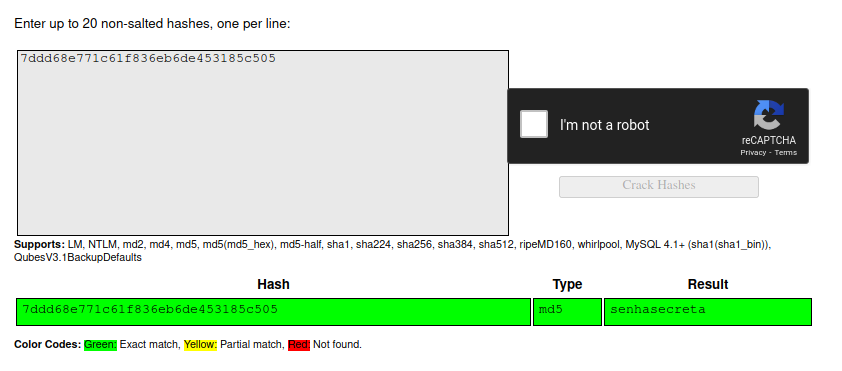 Enter up to 20 non-salted hashes, one per line:
7ddd68e771c61f836eb6de453185c505
I'm not a robot
reCAPTCHA
Privacy - Terms
Crack Hashes
Supports: LM, NTLM, md2, md4, md5, md5(md5_hex), md5-half, sha1, sha224, sha256, sha384, sha512, ripeMD160, whirlpool, MySQL 4.1+ (sha1(sha1_bin)),
QubesV3.1BackupDefaults
Hash Type Result
7ddd68e771c61f836eb6de453185c505 md5 senhasecreta
Color Codes: Green: Exact match, Yellow: Partial match, Red: Not found.